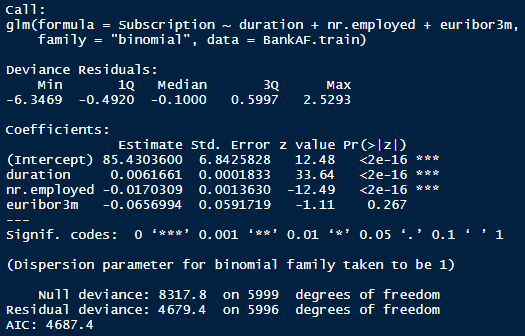 Call:
glm(formula = Subscription ~ duration + nr.employed + euribor3m,
    family = "binomial", data = BankAF.train)
Deviance Residuals:
    Min       1Q   Median       3Q      Max
-6.3469  -0.4920  -0.1000   0.5997   2.5293
Coefficients:
              Estimate Std. Error z value Pr(>|z|)
(Intercept) 85.4303600  6.8425828   12.48   <2e-16 ***
duration     0.0061661  0.0001833   33.64   <2e-16 ***
nr.employed -0.0170309  0.0013630  -12.49   <2e-16 ***
euribor3m   -0.0656994  0.0591719   -1.11    0.267
---
Signif. codes:  0 ‘***’ 0.001 ‘**’ 0.01 ‘*’ 0.05 ‘.’ 0.1 ‘ ’ 1
(Dispersion parameter for binomial family taken to be 1)
    Null deviance: 8317.8  on 5999  degrees of freedom
Residual deviance: 4679.4  on 5996  degrees of freedom
AIC: 4687.4